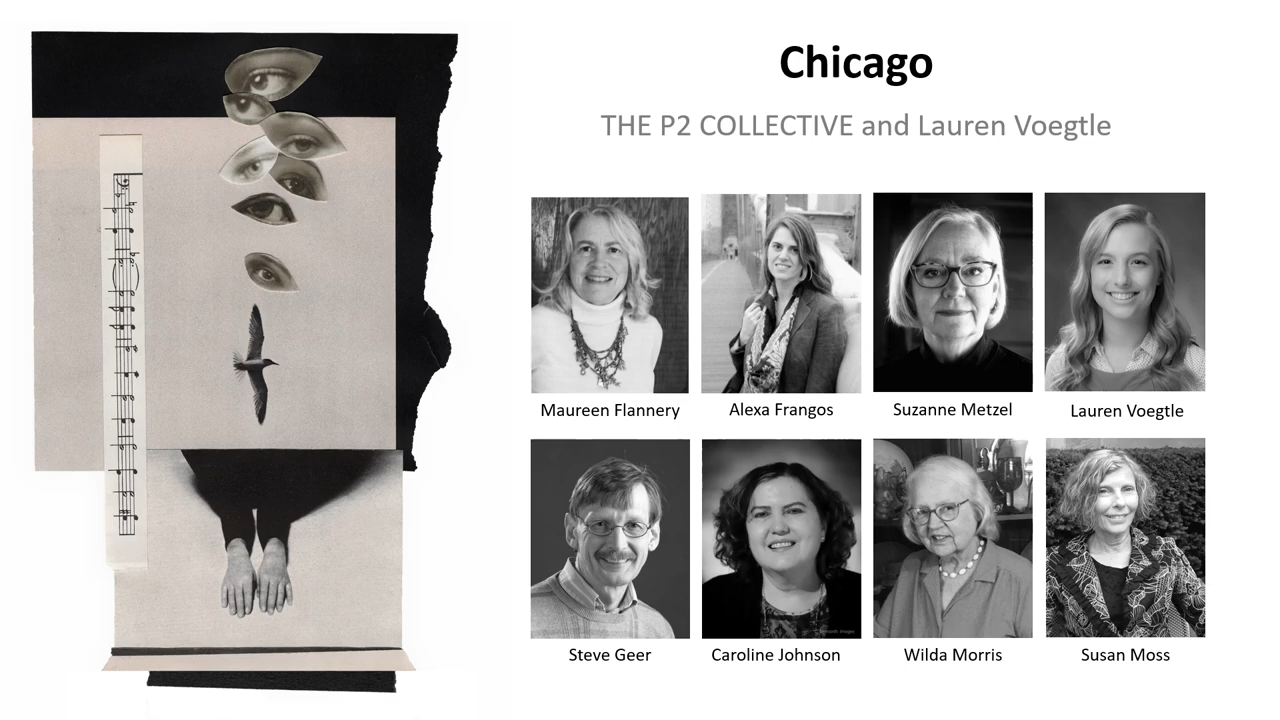 Chicago
THE P2 COLLECTIVE and Lauren Voegtle
Maureen Flannery
Alexa Frangos
Suzanne Metzel
Lauren Voegtle
Steve Geer
Caroline Johnson
Wilda Morris
Susan Moss